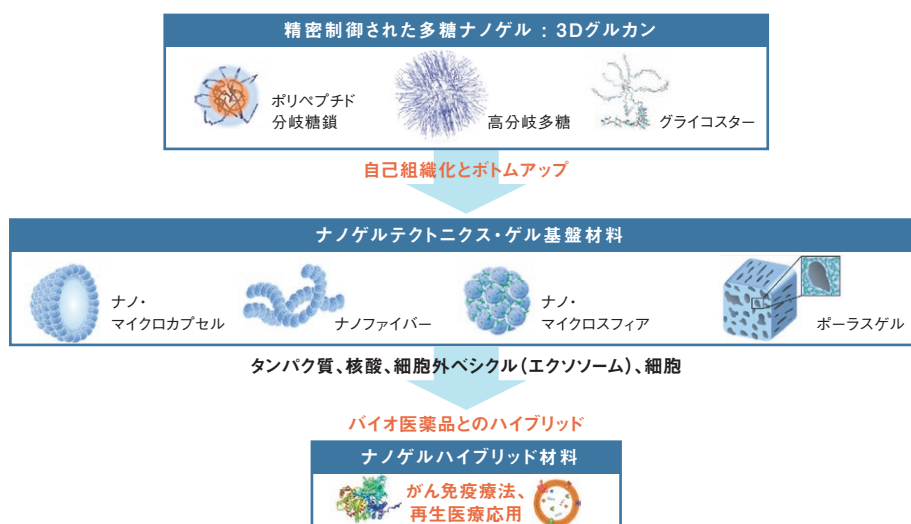 精密制御された多糖ナノゲル : 3Dグルカン
ポリペプチド
分岐糖鎖
高分岐多糖
グライコスター
自己組織化とボトムアップ
ナノゲルテクトニクス・ゲル基盤材料
ナノ・
マイクロカプセル
ナノファイバー
ナノ・
マイクロスフィア
ポーラスゲル
タンパク質、核酸、細胞外ベシクル(エクソソーム)、細胞
バイオ医薬品とのハイブリッド
ナノゲルハイブリッド材料
がん免疫療法、
再生医療応用